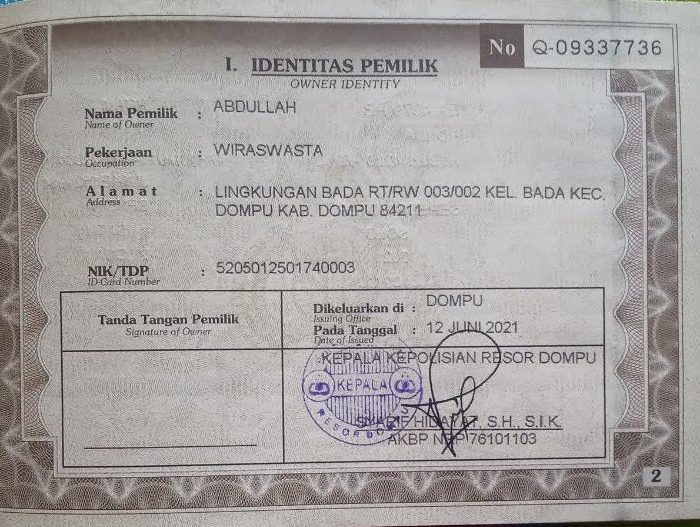 No Q-09337736
I. IDENTITAS PEMILIK
OWNER IDENTITY
Nama Pemilik : ABDULLAH
Name of Owner
Pekerjaan : WIRASWASTA
Occupation
Alamat : LINGKUNGAN BADA RT/RW 003/002 KEL. BADA KEC.
Address
DOMPU KAB. DOMPU 84211
NIK/TDP : 5205012501740003
ID-Card Number
Tanda Tangan Pemilik
Signature of Owner
Dikeluarkan di : DOMPU
Issuing Office
Pada Tanggal : 12 JUNI 2021
Date of Issued
KEPALA KEPOLISIAN RESOR DOMPU
KEPALA
RESOR DOMPU
SYARIF HIDAYAT, S.H., S.I.K.
AKBP NRP 76101103
2